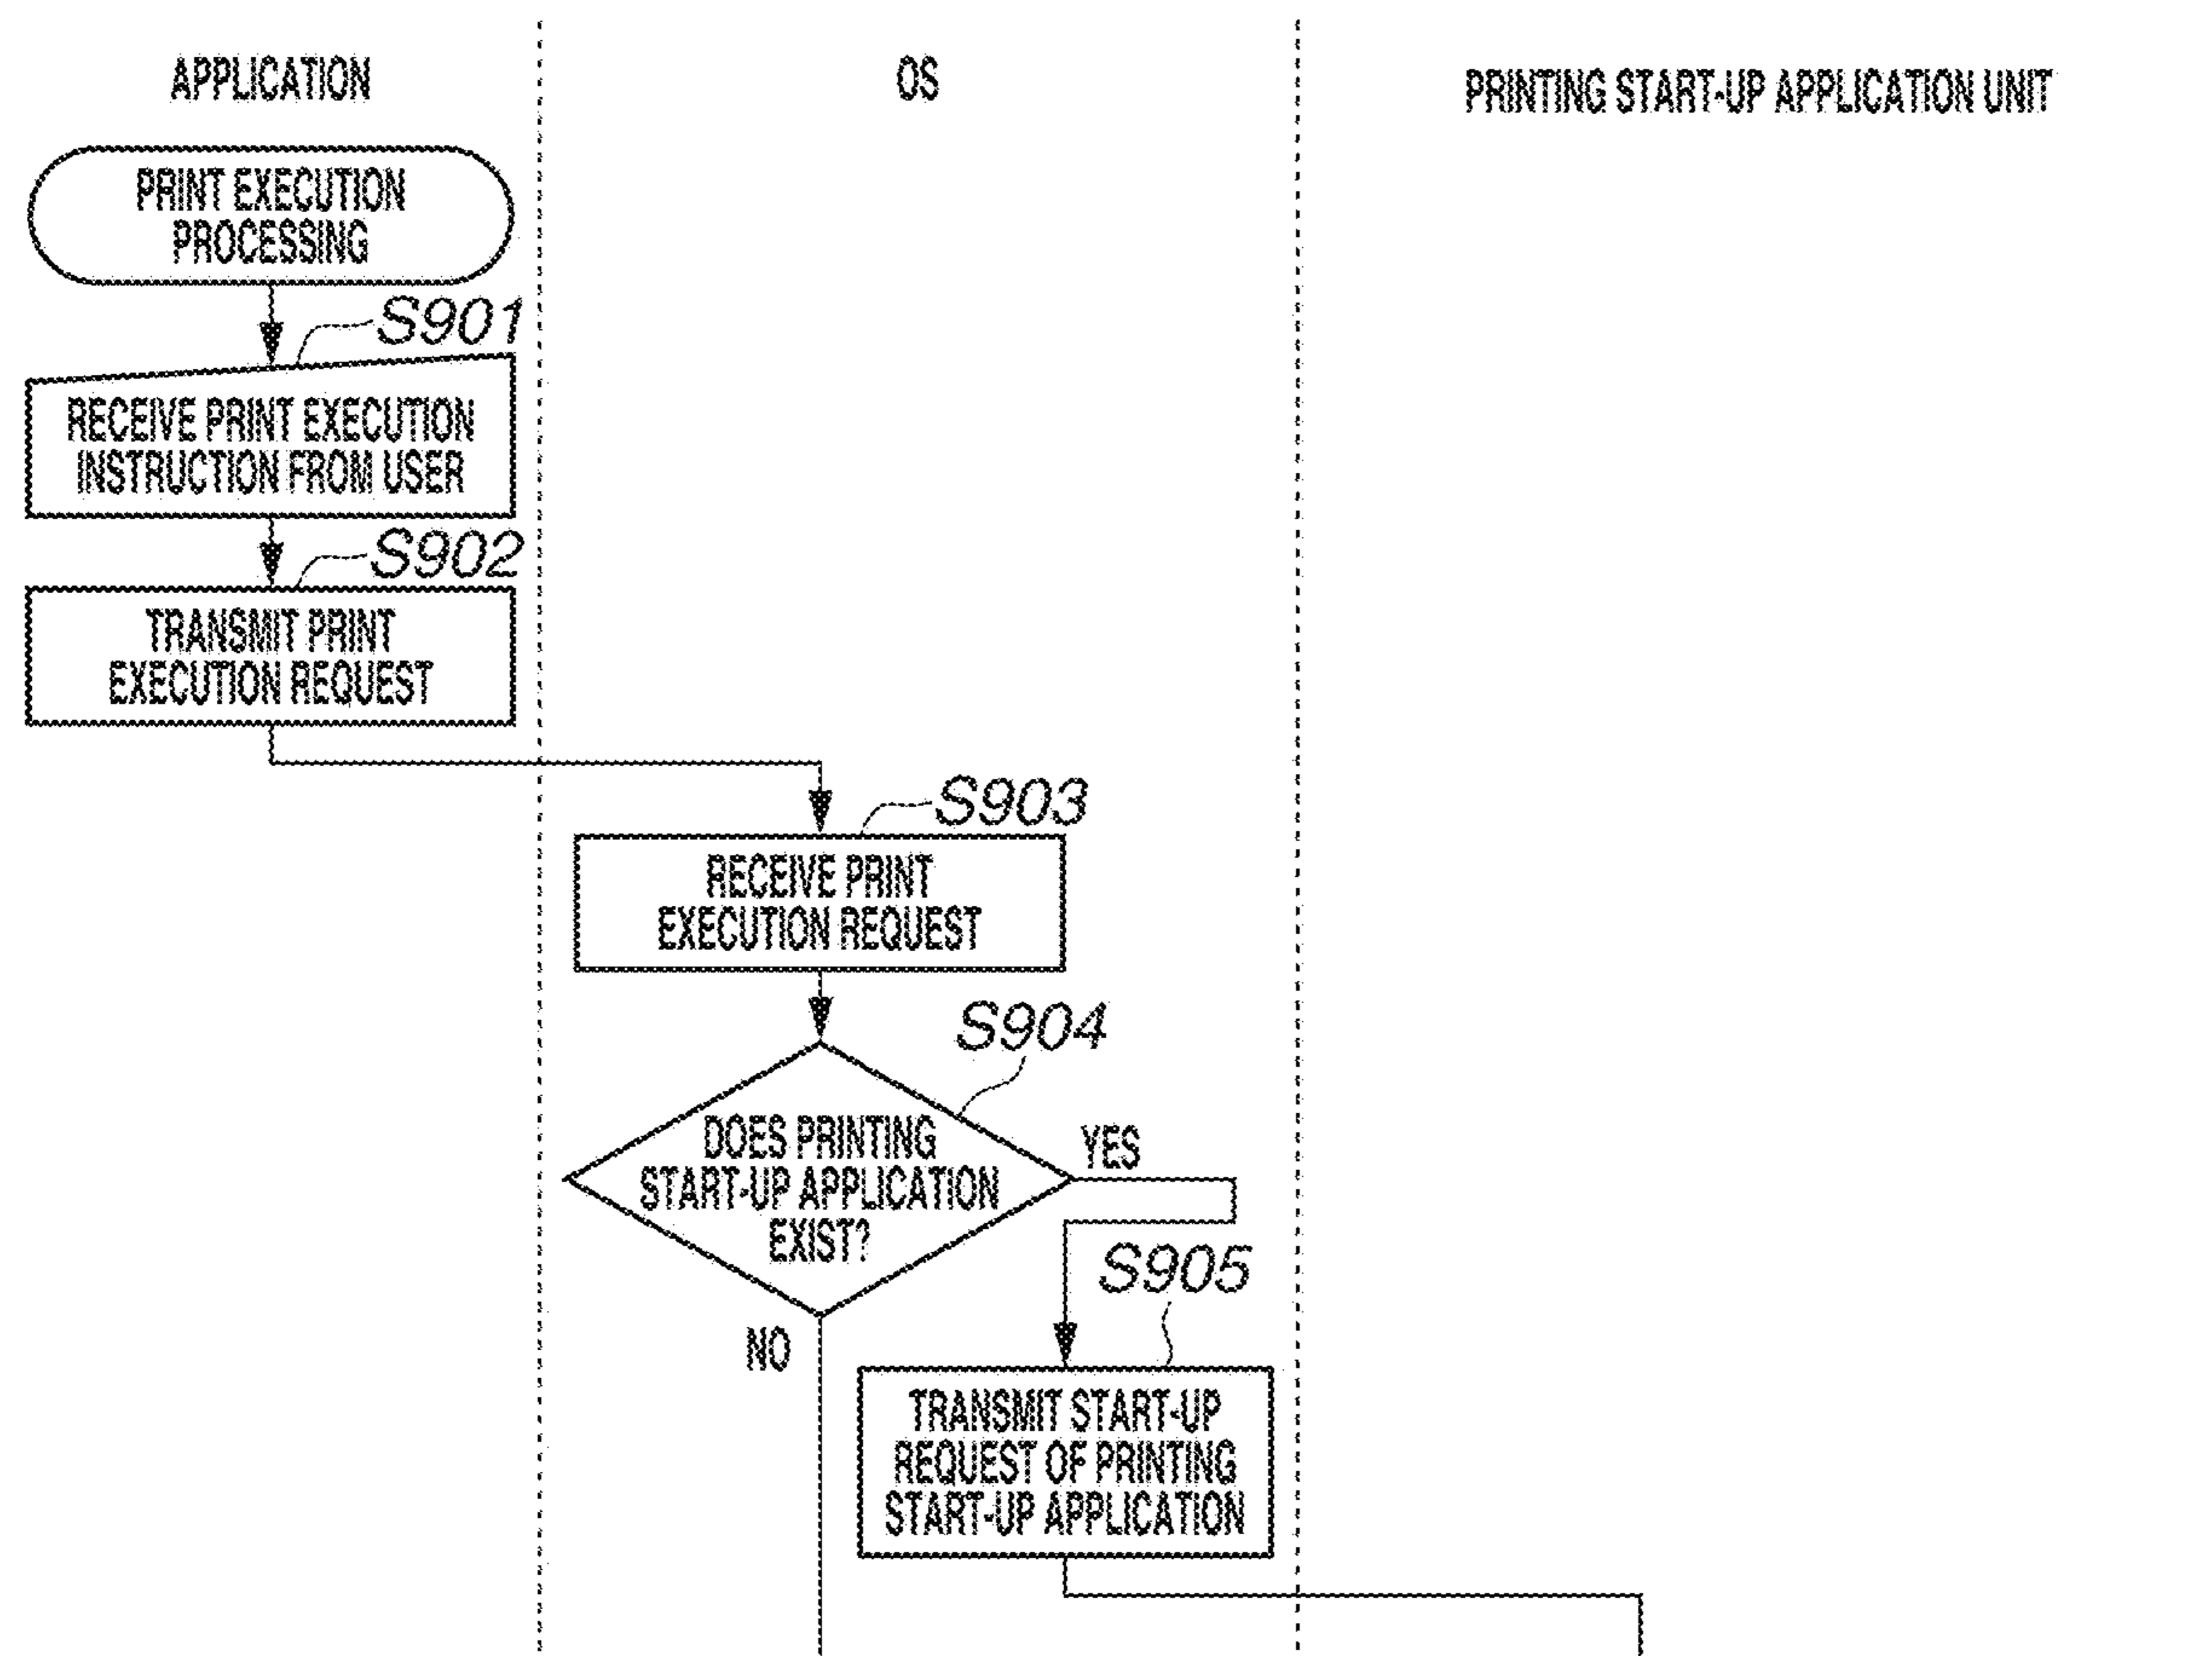 APPLICATION
OS
PRINTING START-UP APPLICATION UNIT
PRINT EXECUTION
PROCESSING
S901
RECEIVE PRINT EXECUTION
INSTRUCTION FROM USER
S902
TRANSMIT PRINT
EXECUTION REQUEST
S903
RECEIVE PRINT
EXECUTION REQUEST
S904
DOES PRINTING
START-UP APPLICATION
EXIST?
YES
NO
S905
TRANSMIT START-UP
REQUEST OF PRINTING
START-UP APPLICATION